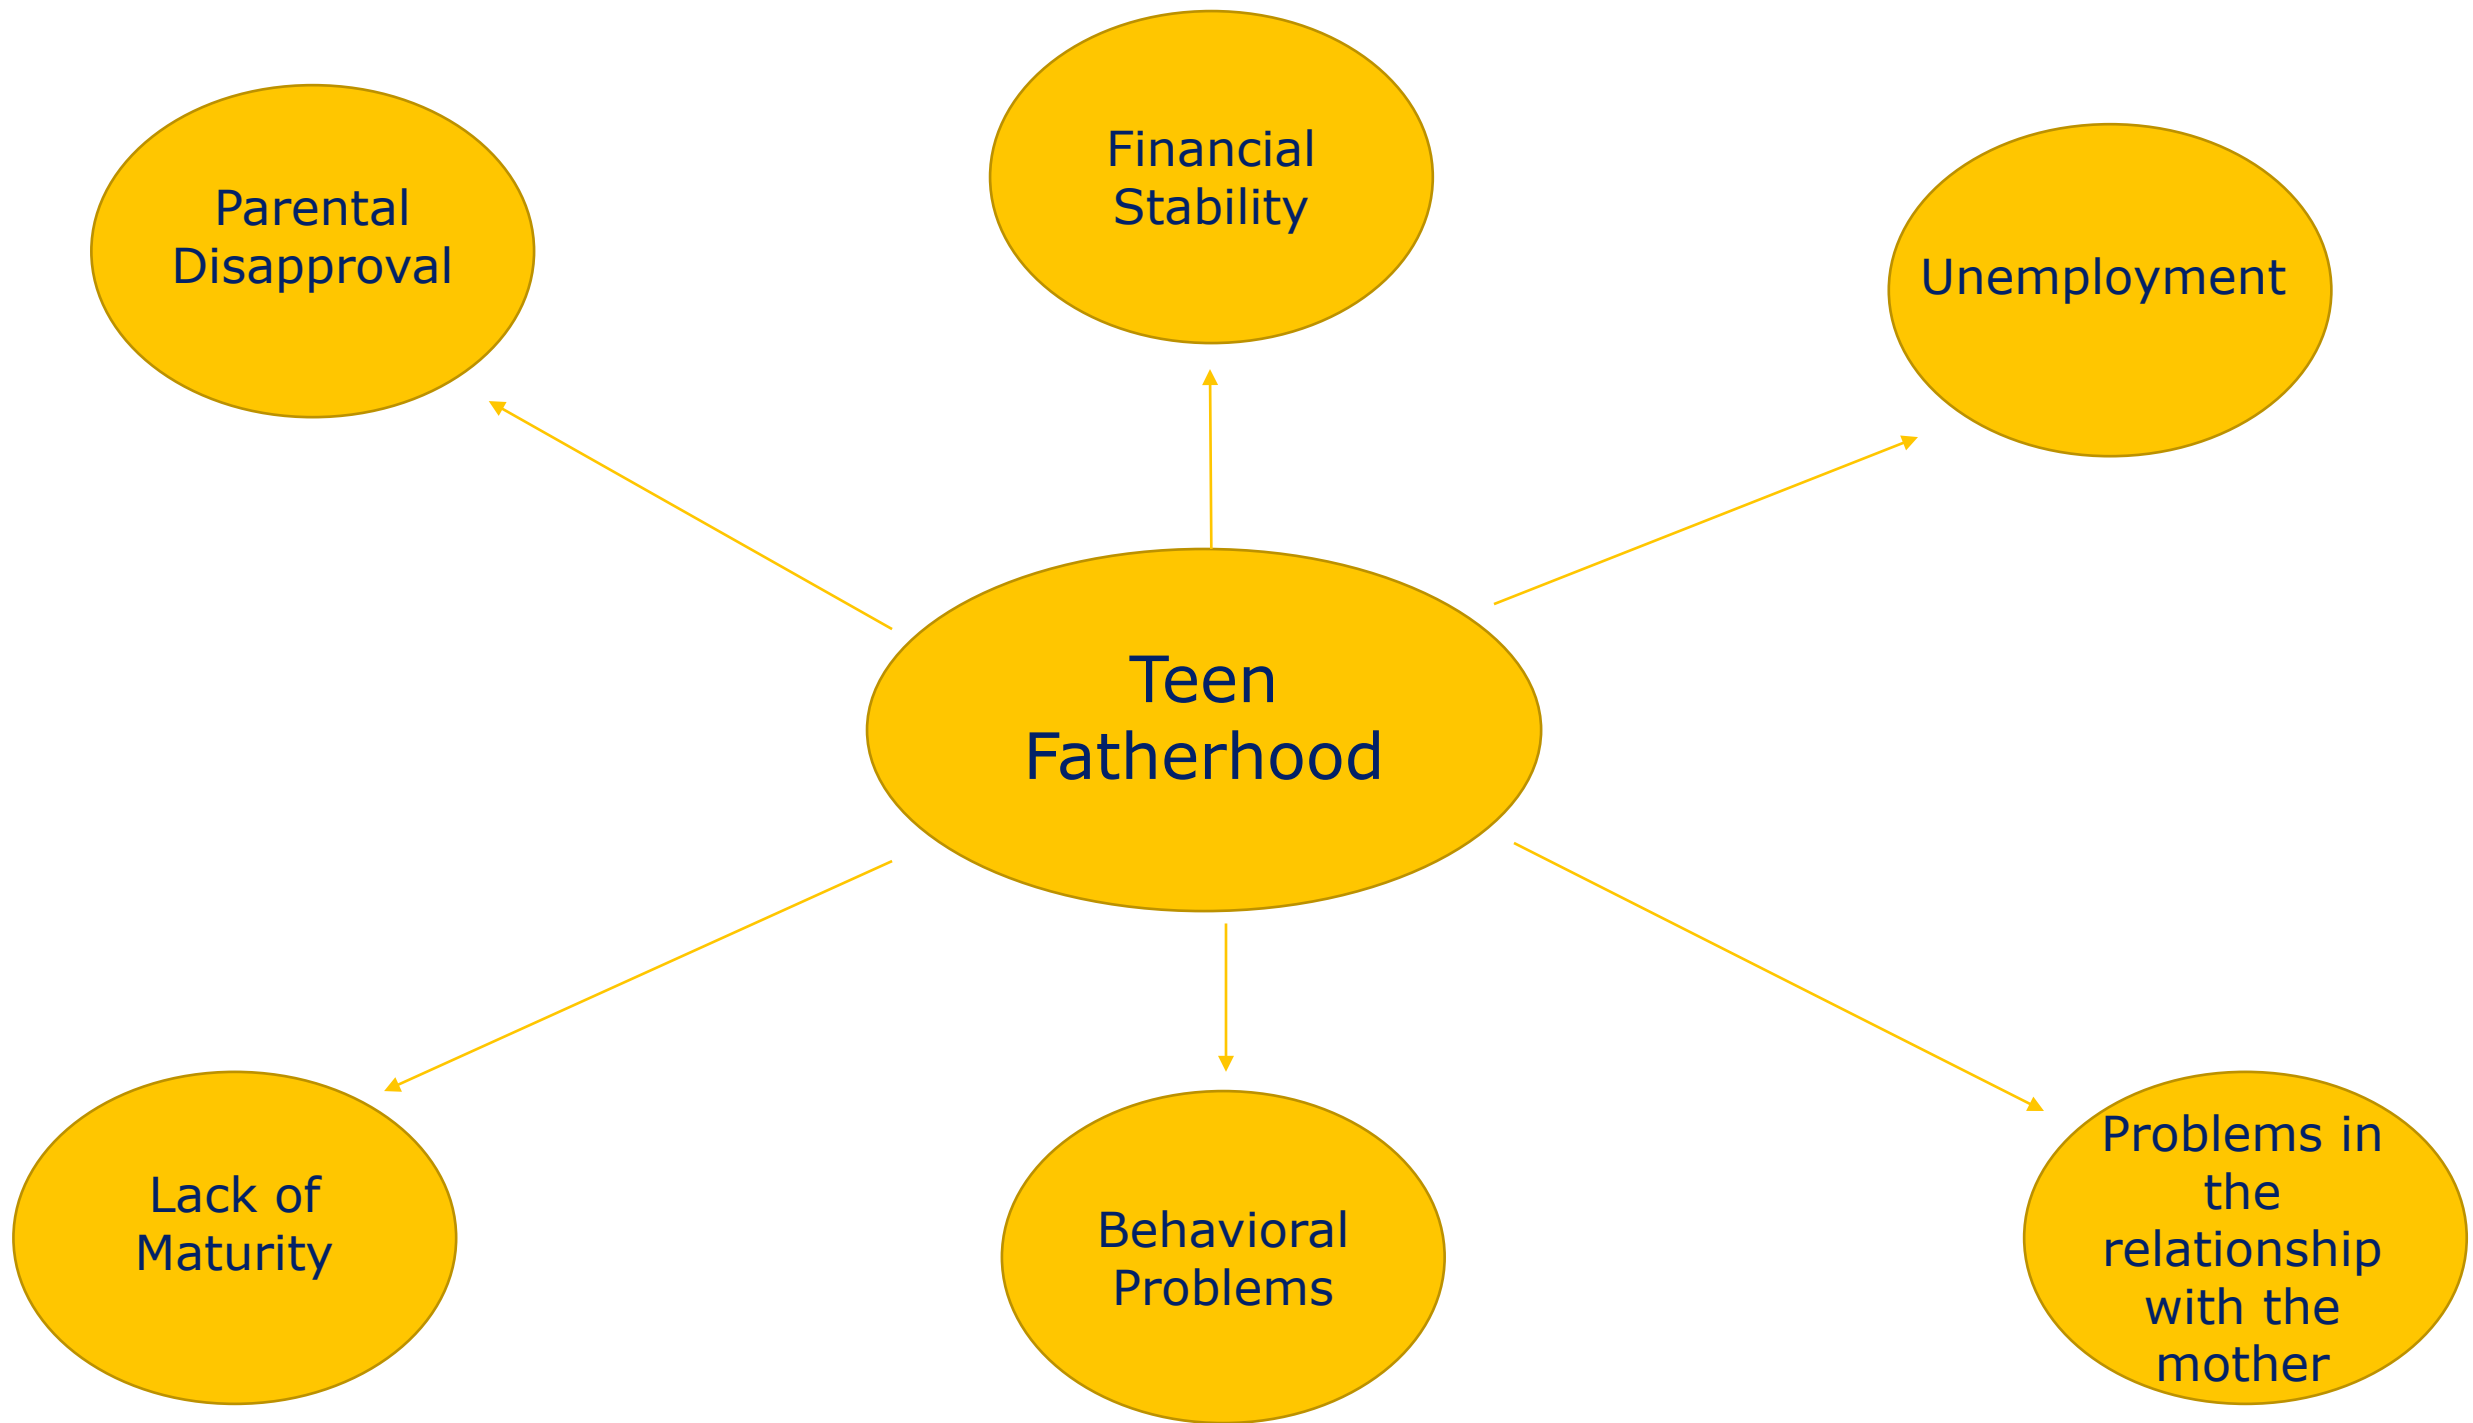 Financial
Stability
Parental
Disapproval
Unemployment
Teen
Fatherhood
Lack of
Maturity
Behavioral
Problems
Problems in
the
relationship
with the
mother